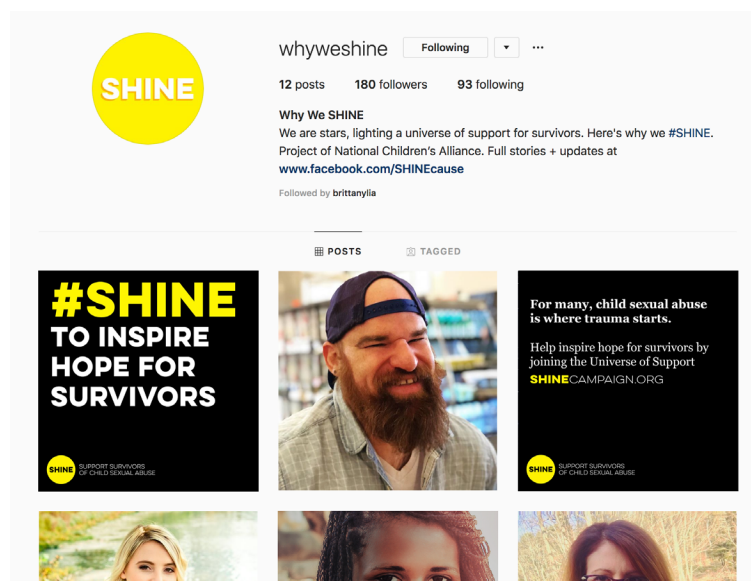 SHINE
whyweshine Following
12 posts 180 followers 93 following
Why We SHINE
We are stars, lighting a universe of support for survivors. Here's why we #SHINE.
Project of National Children's Alliance. Full stories + updates at
www.facebook.com/SHINEcause
Followed by brittanylia
POSTS TAGGED
#SHINE
TO INSPIRE
HOPE FOR
SURVIVORS
SHINE SUPPORT SURVIVORS
OF CHILD SEXUAL ABUSE
For many, child sexual abuse
is where trauma starts.
Help inspire hope for survivors by
joining the Universe of Support
SHINECAMPAIGN.ORG
SHINE SUPPORT SURVIVORS
OF CHILD SEXUAL ABUSE